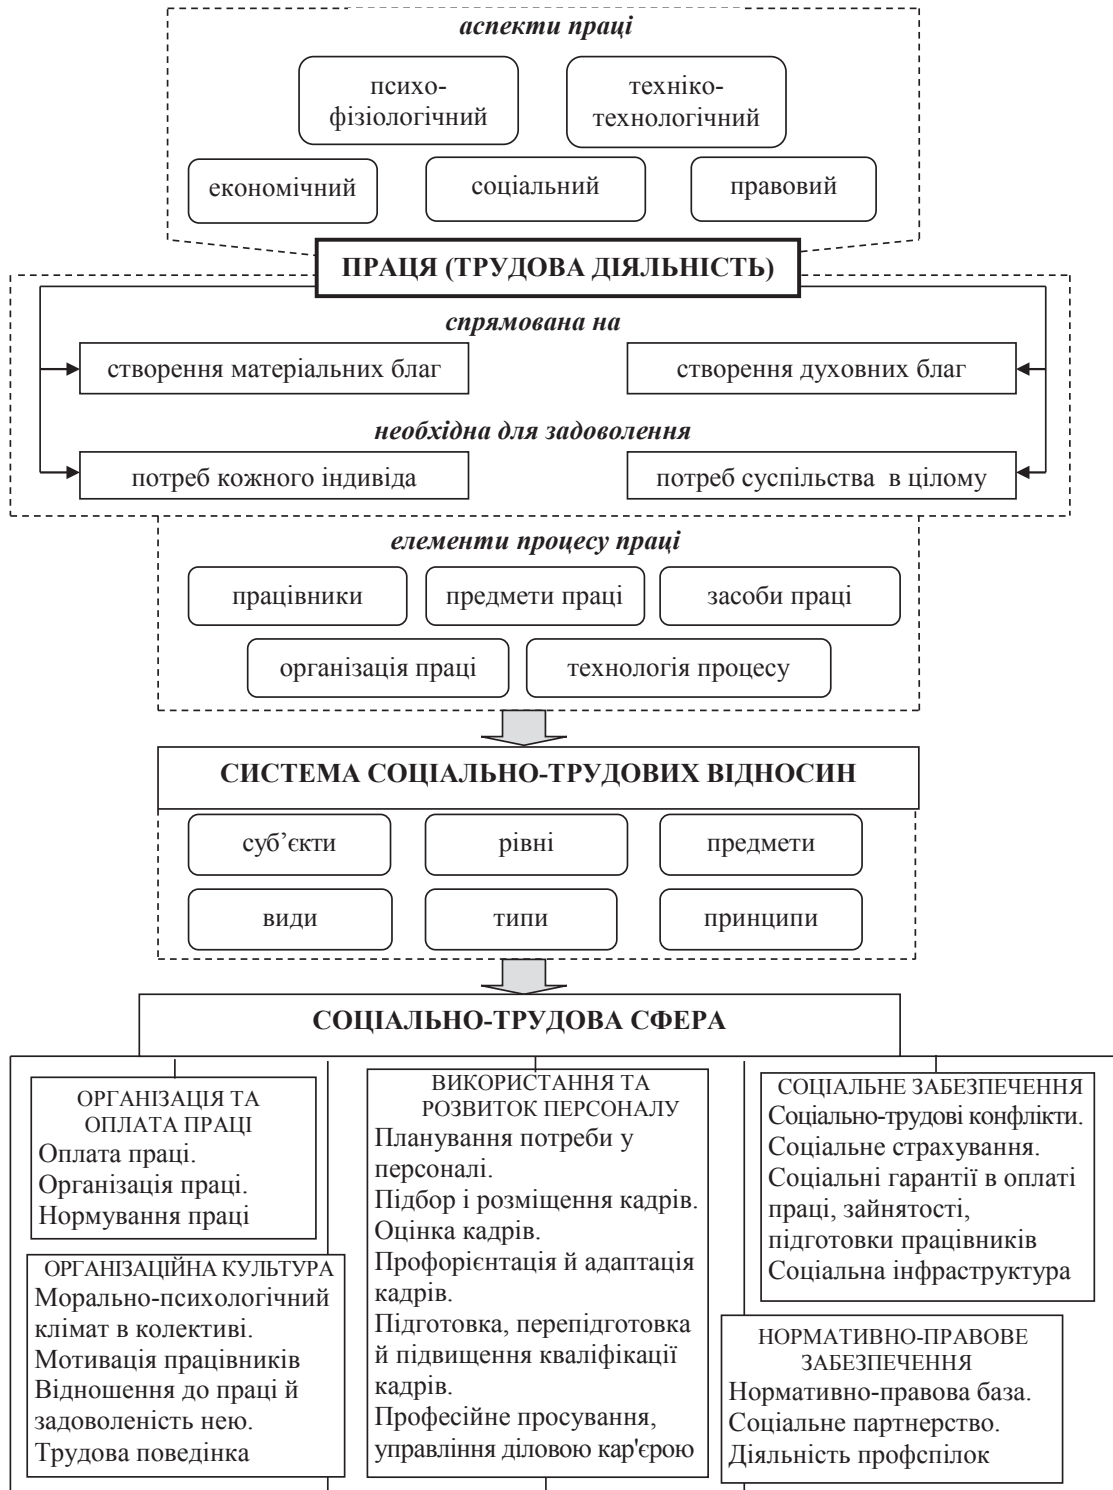 аспекти праці
психо-
фізіологічний
техніко-
технологічний
економічний
соціальний
правовий
ПРАЦЯ (ТРУДОВА ДІЯЛЬНІСТЬ)
спрямована на
створення матеріальних благ
створення духовних благ
необхідна для задоволення
потреб кожного індивіда
потреб суспільства в цілому
елементи процесу праці
працівники
предмети праці
засоби праці
організація праці
технологія процесу
СИСТЕМА СОЦІАЛЬНО-ТРУДОВИХ ВІДНОСИН
суб’єкти
рівні
предмети
види
типи
принципи
СОЦІАЛЬНО-ТРУДОВА СФЕРА
ОРГАНІЗАЦІЯ ТА
ОПЛАТА ПРАЦІ
Оплата праці.
Організація праці.
Нормування праці
ОРГАНІЗАЦІЙНА КУЛЬТУРА
Морально-психологічний
клімат в колективі.
Мотивація працівників
Відношення до праці й
задоволеність нею.
Трудова поведінка
ВИКОРИСТАННЯ ТА
РОЗВИТОК ПЕРСОНАЛУ
Планування потреби у
персоналі.
Підбор і розміщення кадрів.
Оцінка кадрів.
Профорієнтація й адаптація
кадрів.
Підготовка, перепідготовка
й підвищення кваліфікації
кадрів.
Професійне просування,
управління діловою кар'єрою
СОЦІАЛЬНЕ ЗАБЕЗПЕЧЕННЯ
Соціально-трудові конфлікти.
Соціальне страхування.
Соціальні гарантії в оплаті
праці, зайнятості,
підготовки працівників
Соціальна інфраструктура
НОРМАТИВНО-ПРАВОВЕ
ЗАБЕЗПЕЧЕННЯ
Нормативно-правова база.
Соціальне партнерство.
Діяльність профспілок